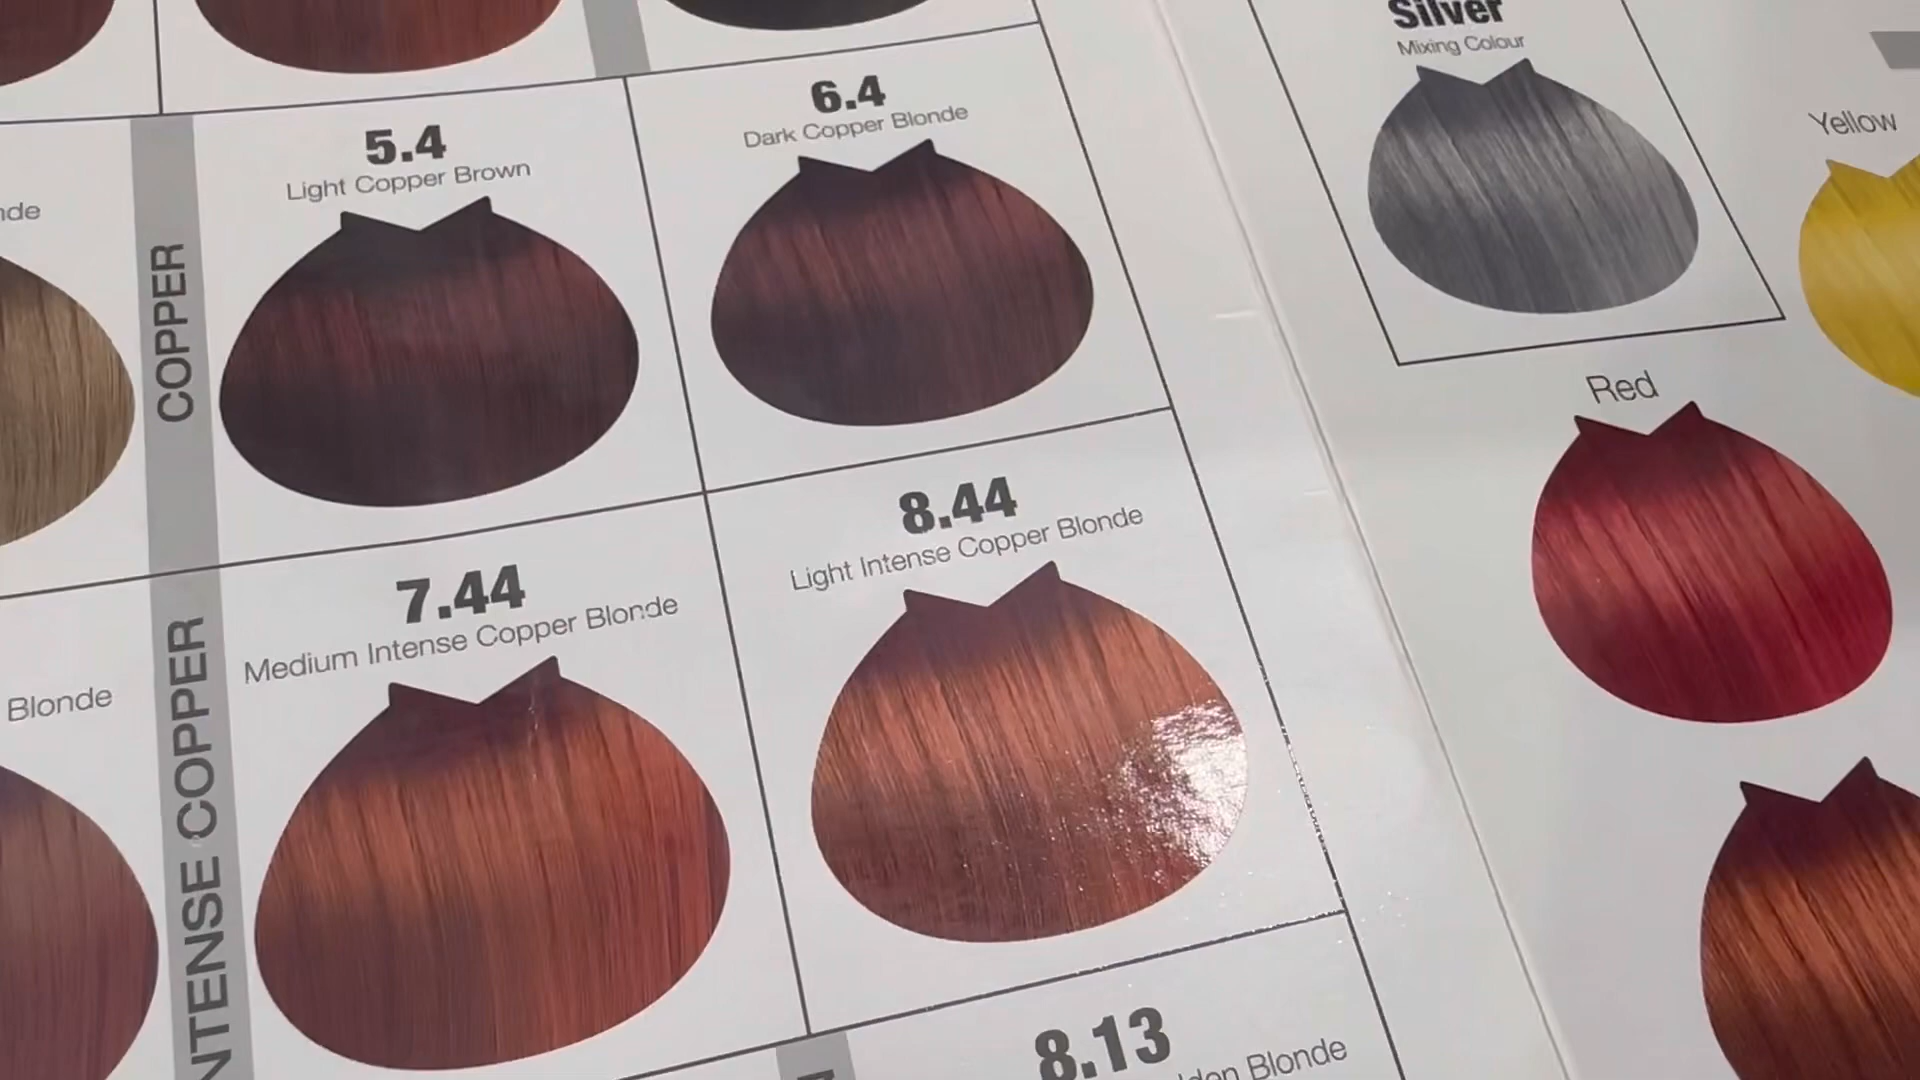 5.4
Light Copper Brown
6.4
Dark Copper Blonde
COPPER
7.44
Medium Intense Copper Blonde
8.44
Light Intense Copper Blonde
Blonde
INTENSE COPPER
8.13
Blonde
Silver
Mixing Colour
Yellow
Red